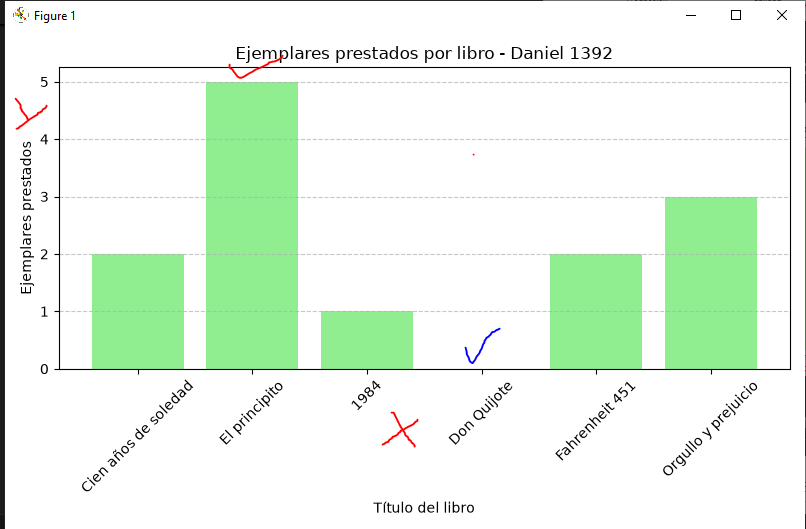 Figure 1
Ejemplares prestados por libro - Daniel 1392
Y
Ejemplares prestados
5
4
3
2
1
0
Cien años de soledad
El principito
1984
Don Quijote
Fahrenheit 451
Orgullo y prejuicio
X
Título del libro